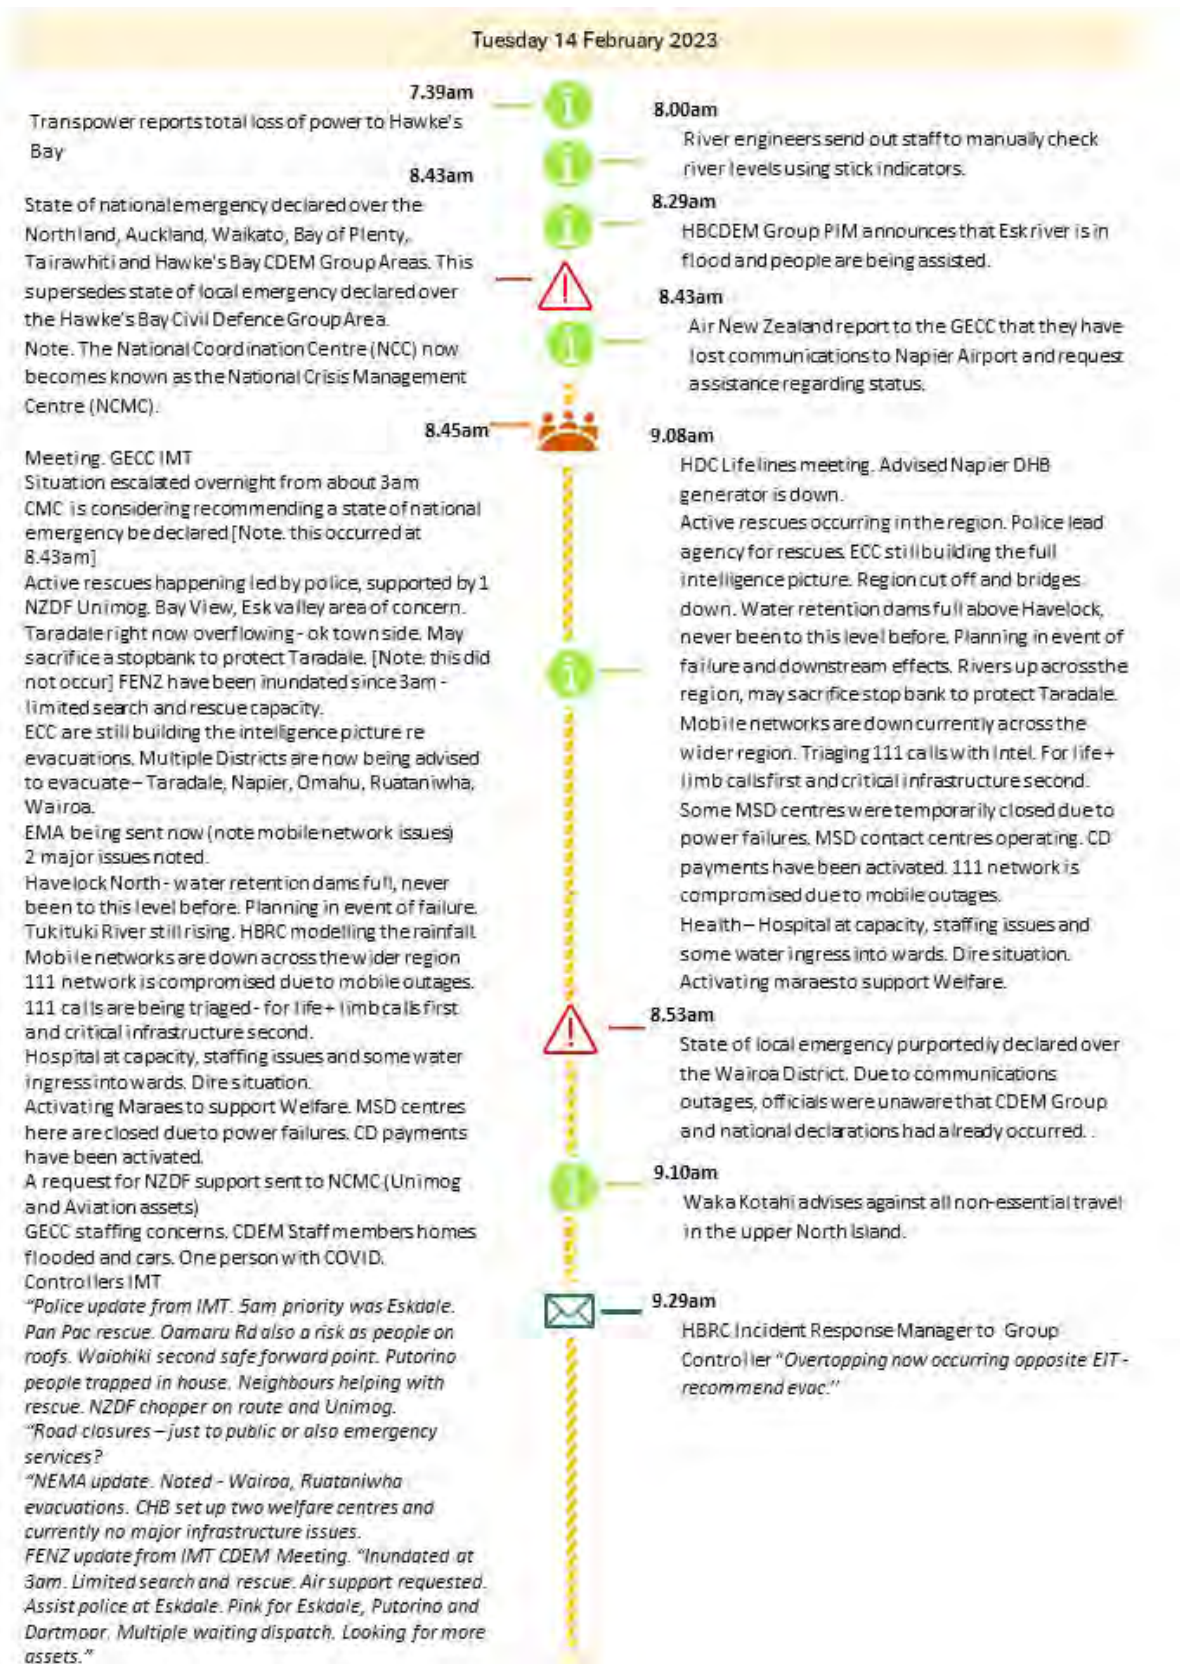 Tuesday 14 February 2023
7.39am
Transpower reports total loss of power to Hawke's
Bay
8.43am
State of national emergency declared over the
Northland, Auckland, Waikato, Bay of Plenty,
Tairawhiti and Hawke's Bay CDEM Group Areas. This
supersedes state of local emergency declared over
the Hawke's Bay Civil Defence Group Area.
Note. The National Coordination Centre (NCC) now
becomes known as the National Crisis Management
Centre (NCMC).
8.45am
Meeting. GECC IMT
Situation escalated overnight from about 3am
CMC is considering recommending a state of national
emergency be declared [Note. this occurred at
8.43am]
Active rescues happening led by police, supported by 1
NZDF Unimog. Bay View, Esk valley area of concern.
Taradale right now overflowing - ok town side. May
sacrifice a stopbank to protect Taradale. [Note: this did
not occur] FENZ have been inundated since 3am -
limited search and rescue capacity.
ECC are still building the intelligence picture re
evacuations. Multiple Districts are now being advised
to evacuate – Taradale, Napier, Omahu, Ruataniwha,
Wairoa.
EMA being sent now (note mobile network issues)
2 major issues noted.
Havelock North - water retention dams full, never
been to this level before. Planning in event of failure.
Tukituki River still rising. HBRC modelling the rainfall.
Mobile networks are down across the wider region
111 network is compromised due to mobile outages.
111 calls are being triaged - for life + limb calls first
and critical infrastructure second.
Hospital at capacity, staffing issues and some water
ingress into wards. Dire situation.
Activating Maraes to support Welfare. MSD centres
here are closed due to power failures. CD payments
have been activated.
A request for NZDF support sent to NCMC (Unimog
and Aviation assets)
GECC staffing concerns. CDEM Staff members homes
flooded and cars. One person with COVID.
Controllers IMT
"Police update from IMT. 5am priority was Eskdale.
Pan Pac rescue. Oamaru Rd also a risk as people on
roofs. Waiohiki second safe forward point. Putorino
people trapped in house. Neighbours helping with
rescue. NZDF chopper on route and Unimog.
"Road closures – just to public or also emergency
services?
"NEMA update. Noted - Wairoa, Ruataniwha
evacuations. CHB set up two welfare centres and
currently no major infrastructure issues.
FENZ update from IMT CDEM Meeting. "Inundated at
3am. Limited search and rescue. Air support requested.
Assist police at Eskdale. Pink for Eskdale, Putorino and
Dartmoor. Multiple waiting dispatch. Looking for more
assets."
8.00am
River engineers send out staff to manually check
river levels using stick indicators.
8.29am
HBCDEM Group PIM announces that Esk river is in
flood and people are being assisted.
8.43am
Air New Zealand report to the GECC that they have
lost communications to Napier Airport and request
assistance regarding status.
9.08am
HDC Lifelines meeting. Advised Napier DHB
generator is down.
Active rescues occurring in the region. Police lead
agency for rescues. ECC still building the full
intelligence picture. Region cut off and bridges
down. Water retention dams full above Havelock,
never been to this level before. Planning in event of
failure and downstream effects. Rivers up across the
region, may sacrifice stop bank to protect Taradale.
Mobile networks are down currently across the
wider region. Triaging 111 calls with Intel. For life +
limb calls first and critical infrastructure second.
Some MSD centres were temporarily closed due to
power failures. MSD contact centres operating. CD
payments have been activated. 111 network is
compromised due to mobile outages.
Health – Hospital at capacity, staffing issues and
some water ingress into wards. Dire situation.
Activating maraes to support Welfare.
8.53am
State of local emergency purportedly declared over
the Wairoa District. Due to communications
outages, officials were unaware that CDEM Group
and national declarations had already occurred. .
9.10am
Waka Kotahi advises against all non-essential travel
in the upper North Island.
9.29am
HBRC Incident Response Manager to Group
Controller "Overtopping now occurring opposite EIT -
recommend evac."